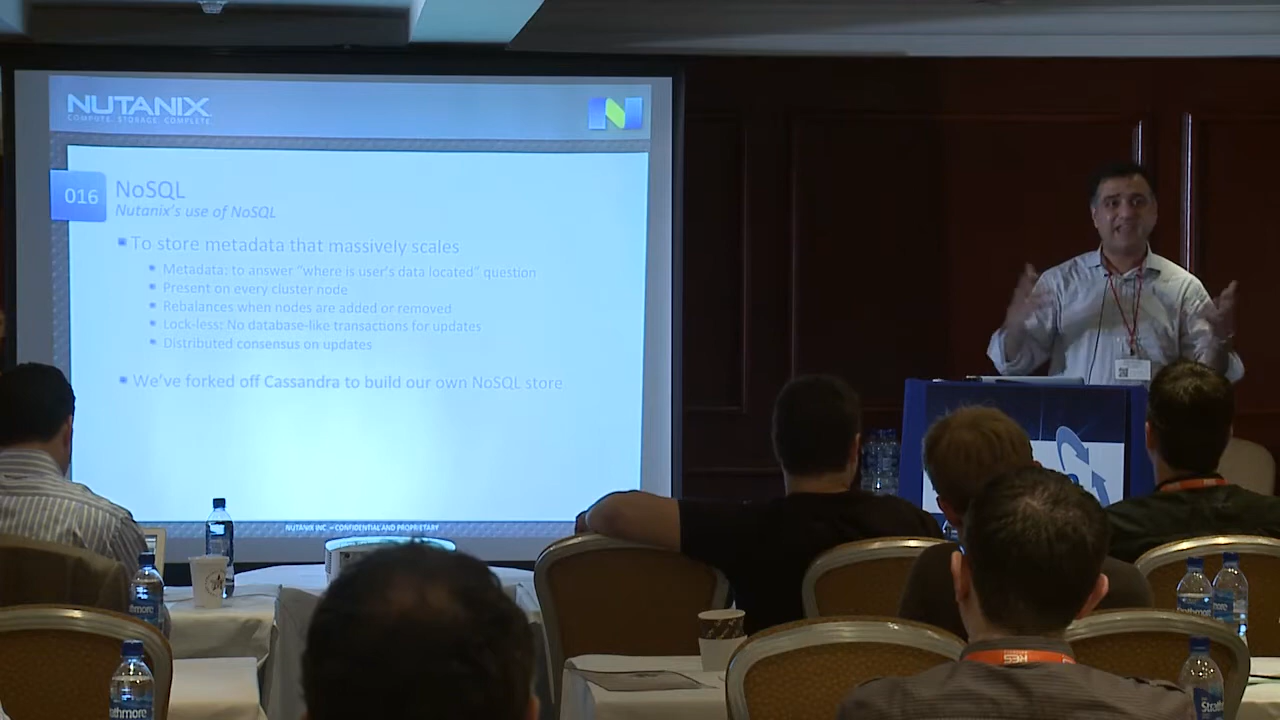 NUTANIX
COMPUTE. STORAGE. COMPLETE.
016
NoSQL
Nutanix's use of NoSQL
To store metadata that massively scales
Metadata: to answer "where is user's data located" question
Present on every cluster node
Rebalances when nodes are added or removed
Lock-less: No database-like transactions for updates
Distributed consensus on updates
We've forked off Cassandra to build our own NoSQL store
NUTANIX INC. – CONFIDENTIAL AND PROPRIETARY
Strathmore